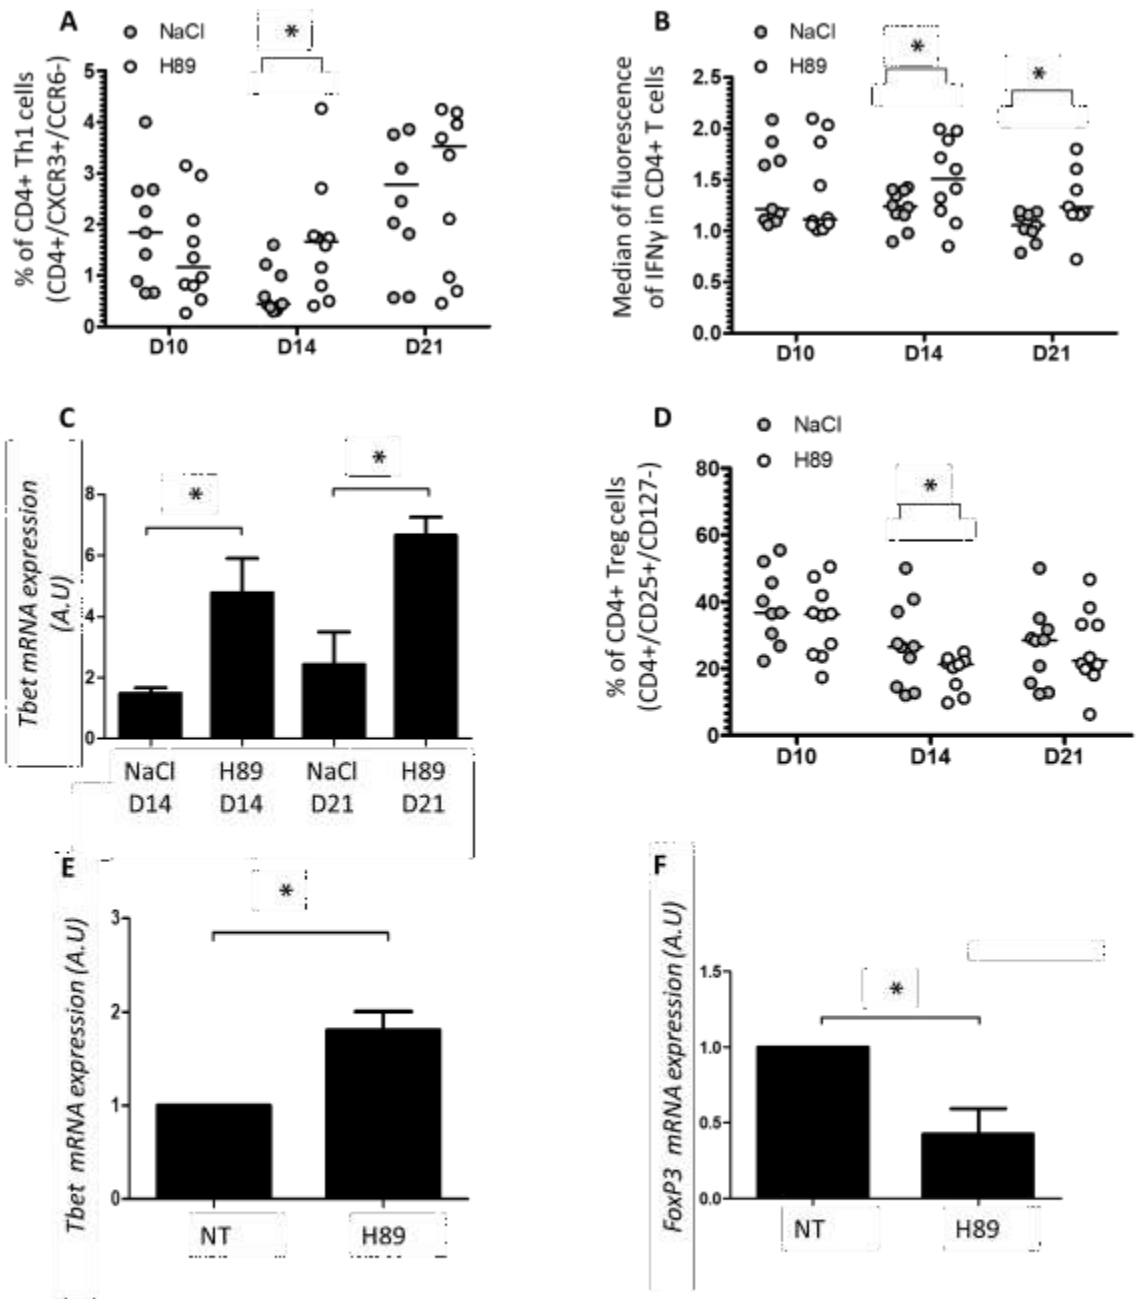 A
NaCl
H89
*
% of CD4+ Th1 cells
(CD4+/CXCR3+/CCR6-)
5
4
3
2
1
0
D10
D14
D21
B
NaCl
H89
*
*
Median of fluorescence
of IFNγ in CD4+ T cells
2.5
2.0
1.5
1.0
0.5
0.0
D10
D14
D21
C
*
*
Tbet mRNA expression
(A.U)
8
6
4
2
0
NaCl
D14
H89
D14
NaCl
D21
H89
D21
D
NaCl
H89
*
% of CD4+ Treg cells
(CD4+/CD25+/CD127-)
80
60
40
20
0
D10
D14
D21
E
*
Tbet mRNA expression (A.U)
3
2
1
0
NT
H89
F
*
FoxP3 mRNA expression (A.U)
1.5
1.0
0.5
0.0
NT
H89